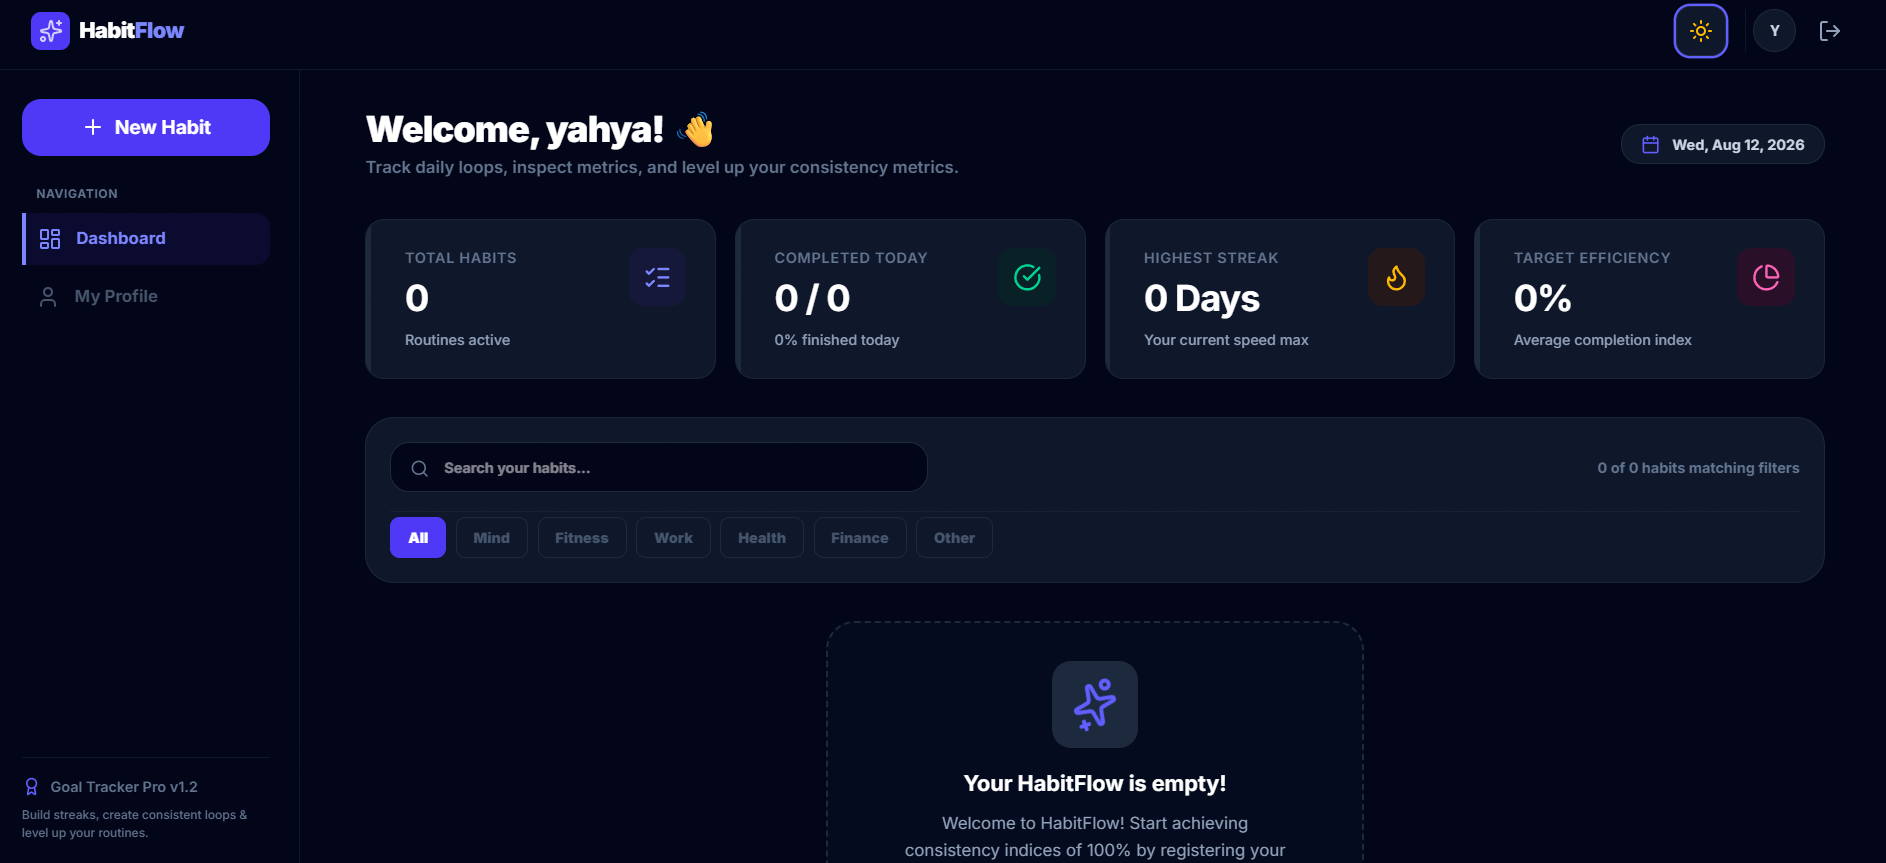 HabitFlow
Y
New Habit
NAVIGATION
Dashboard
My Profile
Goal Tracker Pro v1.2
Build streaks, create consistent loops &
level up your routines.
Welcome, yahya! 👋
Track daily loops, inspect metrics, and level up your consistency metrics.
Wed, Aug 12, 2026
TOTAL HABITS
0
Routines active
COMPLETED TODAY
0 / 0
0% finished today
HIGHEST STREAK
0 Days
Your current speed max
TARGET EFFICIENCY
0%
Average completion index
Search your habits...
0 of 0 habits matching filters
All
Mind
Fitness
Work
Health
Finance
Other
Your HabitFlow is empty!
Welcome to HabitFlow! Start achieving
consistency indices of 100% by registering your